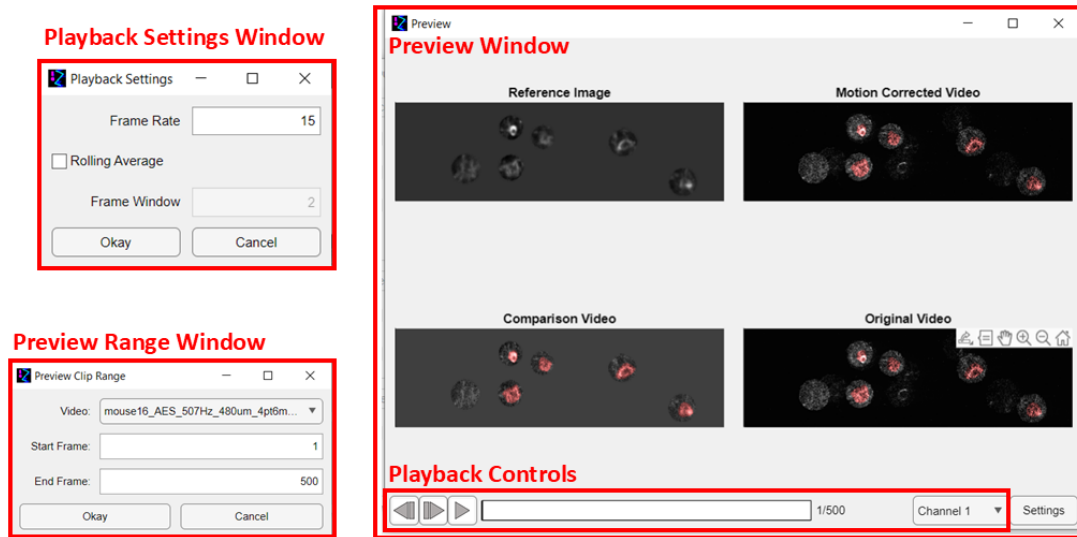 Playback Settings Window
Playback Settings
Frame Rate
15
Rolling Average
Frame Window
2
Okay
Cancel
Preview Range Window
Preview Clip Range
Video:
mouse16_AES_507Hz_480um_4pt6m...
Start Frame:
1
End Frame:
500
Okay
Cancel
Preview
Preview Window
Reference Image
Motion Corrected Video
Comparison Video
Original Video
Playback Controls
1/500
Channel 1
Settings